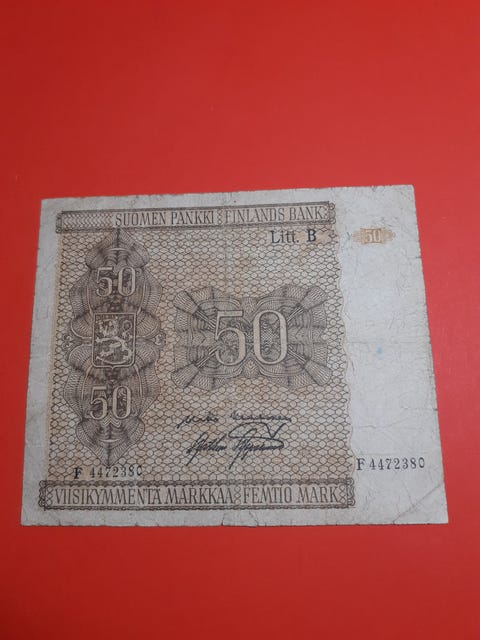 SUOMEN PANKKI FINLANDS BANK
Litt. B
50
50
50
50
F 4472380
F 4472380
VIISIKYMMENTÄ MARKKAA FEMTIO MARK